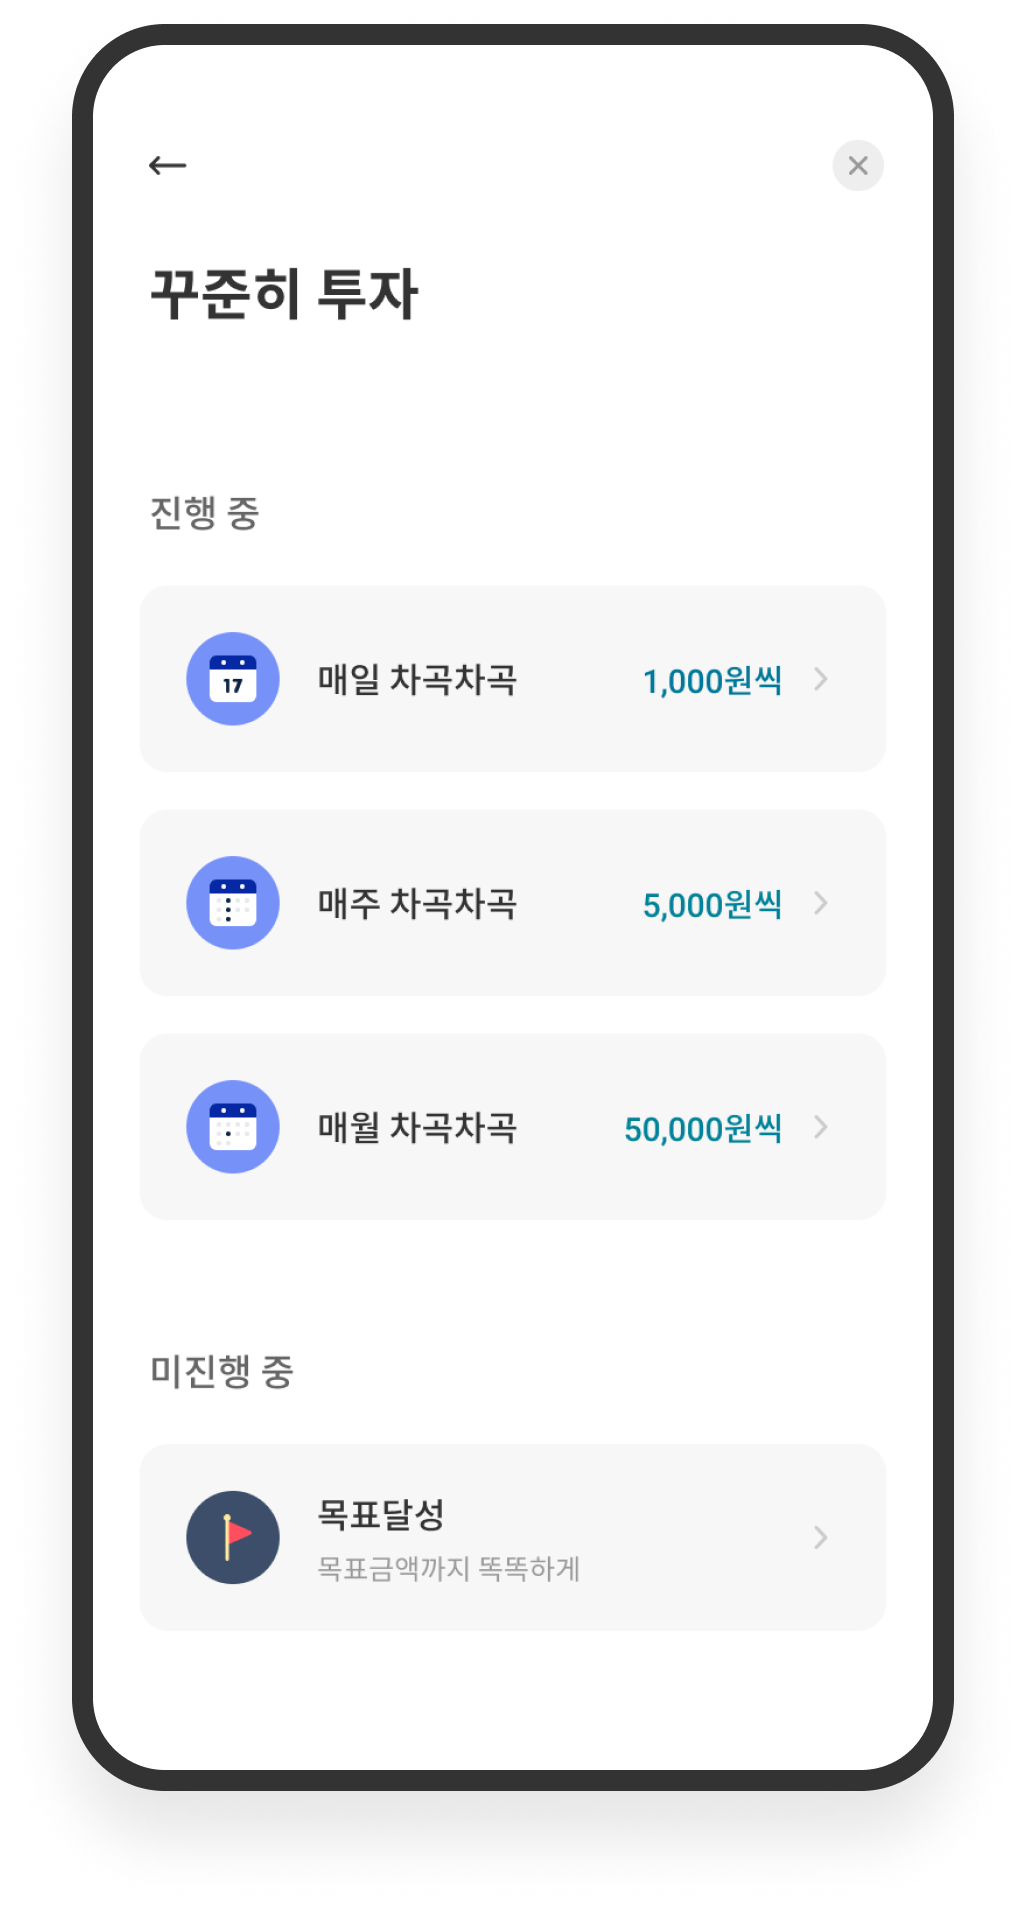 꾸준히 투자
진행 중
17
매일 차곡차곡 1,000원씩
매주 차곡차곡 5,000원씩
매월 차곡차곡 50,000원씩
미진행 중
목표달성
목표금액까지 똑똑하게